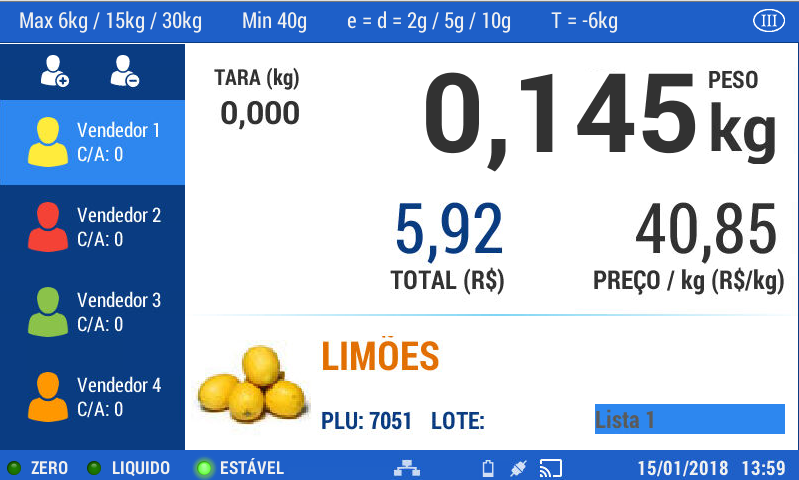 Max 6kg / 15kg / 30kg Min 40g e = d = 2g / 5g / 10g T = -6kg III
TARA (kg)
0,000
0,145 kg
PESO
Vendedor 1
C/A: 0
Vendedor 2
C/A: 0
Vendedor 3
C/A: 0
Vendedor 4
C/A: 0
5,92
TOTAL (R$)
40,85
PREÇO / kg (R$/kg)
LIMÕES
PLU: 7051 LOTE:
Lista 1
ZERO LIQUIDO ESTÁVEL 15/01/2018 13:59